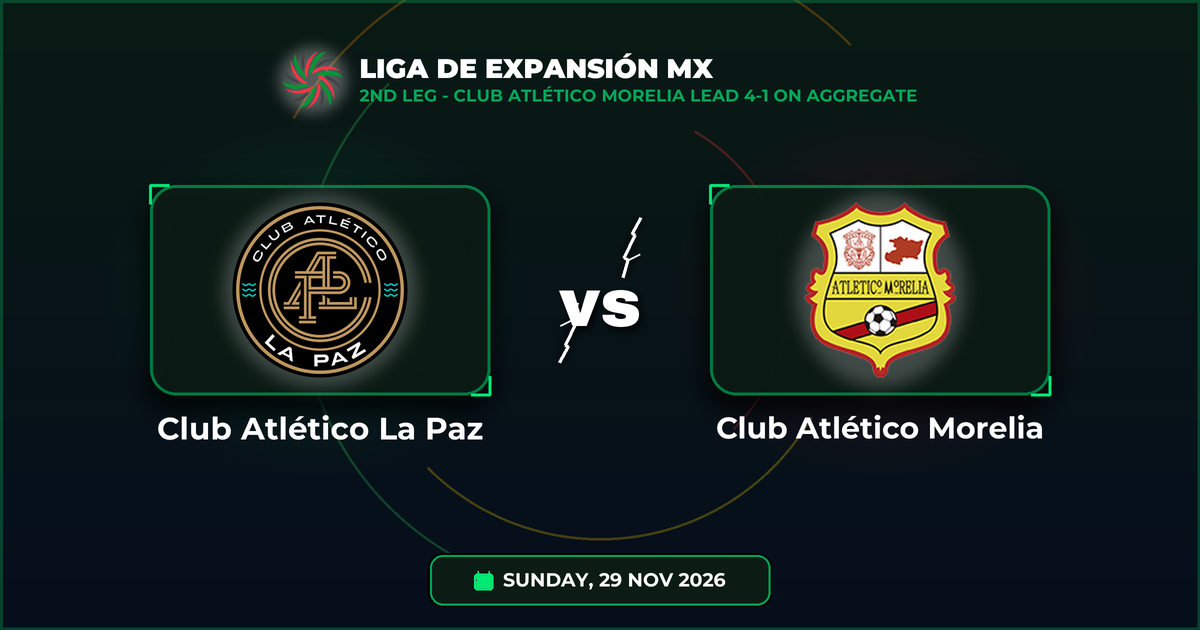 LIGA DE EXPANSIÓN MX
2ND LEG - CLUB ATLÉTICO MORELIA LEAD 4-1 ON AGGREGATE
CLUB ATLÉTICO
APL
LA PAZ
ATLETICO MORELIA
VS
Club Atlético La Paz
Club Atlético Morelia
SUNDAY, 29 NOV 2026